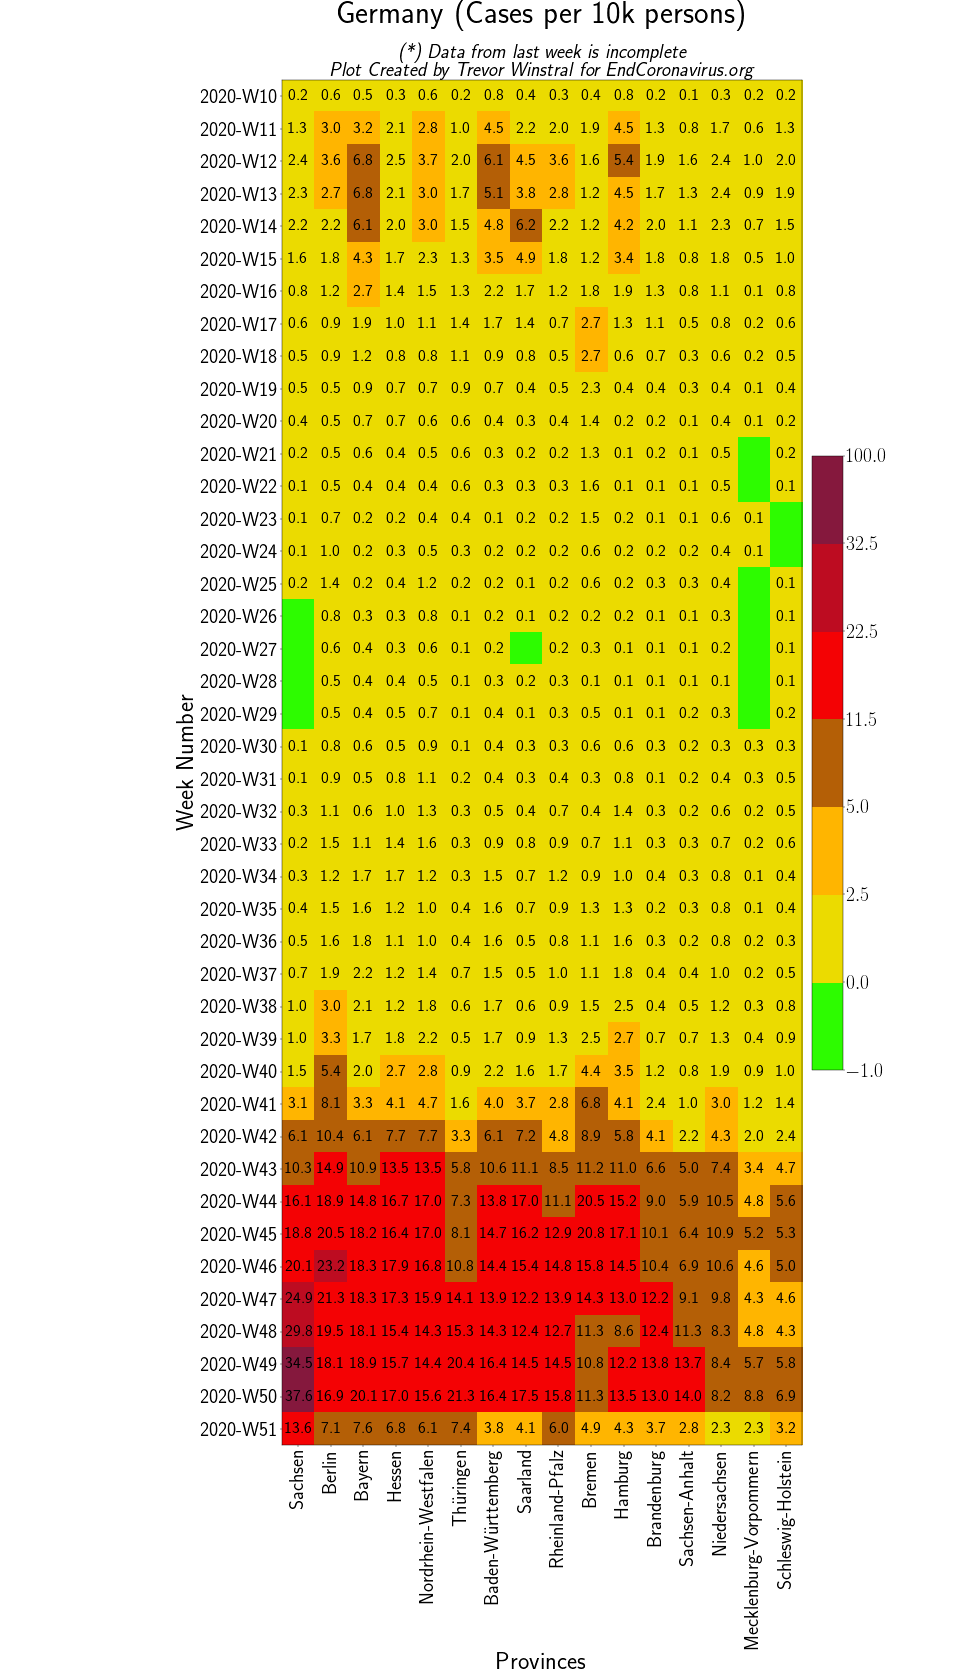 Germany (Cases per 10k persons)
(*) Data from last week is incomplete
Plot Created by Trevor Winstral for EndCoronavirus.org
2020-W10 0.2 0.6 0.5 0.3 0.6 0.2 0.8 0.4 0.3 0.4 0.8 0.2 0.1 0.3 0.2 0.2
2020-W11 1.3 3.0 3.2 2.1 2.8 1.0 4.5 2.2 2.0 1.9 4.5 1.3 0.8 1.7 0.6 1.3
2020-W12 2.4 3.6 6.8 2.5 3.7 2.0 6.1 4.5 3.6 1.6 5.4 1.9 1.6 2.4 1.0 2.0
2020-W13 2.3 2.7 6.8 2.1 3.0 1.7 5.1 3.8 2.8 1.2 4.5 1.7 1.3 2.4 0.9 1.9
2020-W14 2.2 2.2 6.1 2.0 3.0 1.5 4.8 6.2 2.2 1.2 4.2 2.0 1.1 2.3 0.7 1.5
2020-W15 1.6 1.8 4.3 1.7 2.3 1.3 3.5 4.9 1.8 1.2 3.4 1.8 0.8 1.8 0.5 1.0
2020-W16 0.8 1.2 2.7 1.4 1.5 1.3 2.2 1.7 1.2 1.8 1.9 1.3 0.8 1.1 0.1 0.8
2020-W17 0.6 0.9 1.9 1.0 1.1 1.4 1.7 1.4 0.7 2.7 1.3 1.1 0.5 0.8 0.2 0.6
2020-W18 0.5 0.9 1.2 0.8 0.8 1.1 0.9 0.8 0.5 2.7 0.6 0.7 0.3 0.6 0.2 0.5
2020-W19 0.5 0.5 0.9 0.7 0.7 0.9 0.7 0.4 0.5 2.3 0.4 0.4 0.3 0.4 0.1 0.4
2020-W20 0.4 0.5 0.7 0.7 0.6 0.6 0.4 0.3 0.4 1.4 0.2 0.2 0.1 0.4 0.1 0.2
2020-W21 0.2 0.5 0.6 0.4 0.5 0.6 0.3 0.2 0.2 1.3 0.1 0.2 0.1 0.5 0.2
2020-W22 0.1 0.5 0.4 0.4 0.4 0.6 0.3 0.3 0.3 1.6 0.1 0.1 0.1 0.5 0.1
2020-W23 0.1 0.7 0.2 0.2 0.4 0.4 0.1 0.2 0.2 1.5 0.2 0.1 0.1 0.6 0.1
2020-W24 0.1 1.0 0.2 0.3 0.5 0.3 0.2 0.2 0.2 0.6 0.2 0.2 0.2 0.4 0.1
2020-W25 0.2 1.4 0.2 0.4 1.2 0.2 0.2 0.1 0.2 0.6 0.2 0.3 0.3 0.4 0.1
2020-W26 0.8 0.3 0.3 0.8 0.1 0.2 0.1 0.2 0.2 0.2 0.1 0.1 0.3 0.1
2020-W27 0.6 0.4 0.3 0.6 0.1 0.2 0.2 0.3 0.1 0.1 0.1 0.2 0.1
2020-W28 0.5 0.4 0.4 0.5 0.1 0.3 0.2 0.3 0.1 0.1 0.1 0.1 0.1 0.1
2020-W29 0.5 0.4 0.5 0.7 0.1 0.4 0.1 0.3 0.5 0.1 0.1 0.2 0.3 0.2
2020-W30 0.1 0.8 0.6 0.5 0.9 0.1 0.4 0.3 0.3 0.6 0.6 0.3 0.2 0.3 0.3 0.3
2020-W31 0.1 0.9 0.5 0.8 1.1 0.2 0.4 0.3 0.4 0.3 0.8 0.1 0.2 0.4 0.3 0.5
2020-W32 0.3 1.1 0.6 1.0 1.3 0.3 0.5 0.4 0.7 0.4 1.4 0.3 0.2 0.6 0.2 0.5
2020-W33 0.2 1.5 1.1 1.4 1.6 0.3 0.9 0.8 0.9 0.7 1.1 0.3 0.3 0.7 0.2 0.6
2020-W34 0.3 1.2 1.7 1.7 1.2 0.3 1.5 0.7 1.2 0.9 1.0 0.4 0.3 0.8 0.1 0.4
2020-W35 0.4 1.5 1.6 1.2 1.0 0.4 1.6 0.7 0.9 1.3 1.3 0.2 0.3 0.8 0.1 0.4
2020-W36 0.5 1.6 1.8 1.1 1.0 0.4 1.6 0.5 0.8 1.1 1.6 0.3 0.2 0.8 0.2 0.3
2020-W37 0.7 1.9 2.2 1.2 1.4 0.7 1.5 0.5 1.0 1.1 1.8 0.4 0.4 1.0 0.2 0.5
2020-W38 1.0 3.0 2.1 1.2 1.8 0.6 1.7 0.6 0.9 1.5 2.5 0.4 0.5 1.2 0.3 0.8
2020-W39 1.0 3.3 1.7 1.8 2.2 0.5 1.7 0.9 1.3 2.5 2.7 0.7 0.7 1.3 0.4 0.9
2020-W40 1.5 5.4 2.0 2.7 2.8 0.9 2.2 1.6 1.7 4.4 3.5 1.2 0.8 1.9 0.9 1.0
2020-W41 3.1 8.1 3.3 4.1 4.7 1.6 4.0 3.7 2.8 6.8 4.1 2.4 1.0 3.0 1.2 1.4
2020-W42 6.1 10.4 6.1 7.7 7.7 3.3 6.1 7.2 4.8 8.9 5.8 4.1 2.2 4.3 2.0 2.4
2020-W43 10.3 14.9 10.9 13.5 13.5 5.8 10.6 11.1 8.5 11.2 11.0 6.6 5.0 7.4 3.4 4.7
2020-W44 16.1 18.9 14.8 16.7 17.0 7.3 13.8 17.0 11.1 20.5 15.2 9.0 5.9 10.5 4.8 5.6
2020-W45 18.8 20.5 18.2 16.4 17.0 8.1 14.7 16.2 12.9 20.8 17.1 10.1 6.4 10.9 5.2 5.3
2020-W46 20.1 23.2 18.3 17.9 16.8 10.8 14.4 15.4 14.8 15.8 14.5 10.4 6.9 10.6 4.6 5.0
2020-W47 24.9 21.3 18.3 17.3 15.9 14.1 13.9 12.2 13.9 14.3 13.0 12.2 9.1 9.8 4.3 4.6
2020-W48 29.8 19.5 18.1 15.4 14.3 15.3 14.3 12.4 12.7 11.3 8.6 12.4 11.3 8.3 4.8 4.3
2020-W49 34.5 18.1 18.9 15.7 14.4 20.4 16.4 14.5 14.5 10.8 12.2 13.8 13.7 8.4 5.7 5.8
2020-W50 37.6 16.9 20.1 17.0 15.6 21.3 16.4 17.5 15.8 11.3 13.5 13.0 14.0 8.2 8.8 6.9
2020-W51 13.6 7.1 7.6 6.8 6.1 7.4 3.8 4.1 6.0 4.9 4.3 3.7 2.8 2.3 2.3 3.2
Week Number
Sachsen
Berlin
Bayern
Hessen
Nordrhein-Westfalen
Thüringen
Baden-Württemberg
Saarland
Rheinland-Pfalz
Bremen
Hamburg
Brandenburg
Sachsen-Anhalt
Niedersachsen
Mecklenburg-Vorpommern
Schleswig-Holstein
Provinces
100.0
32.5
22.5
11.5
5.0
2.5
0.0
−1.0